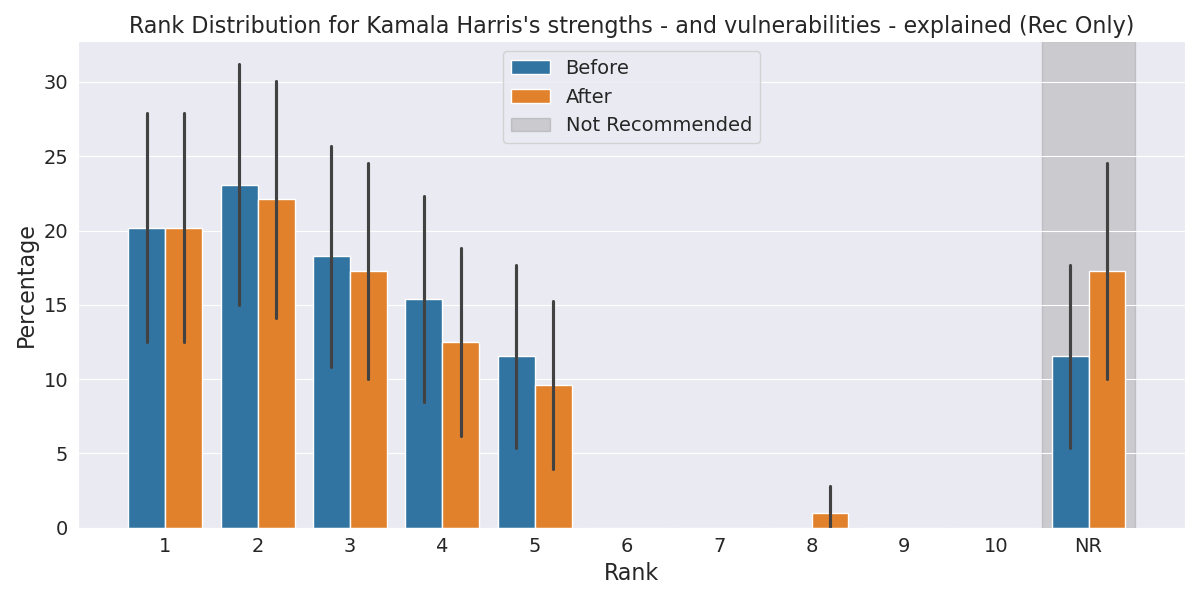 Rank Distribution for Kamala Harris's strengths - and vulnerabilities - explained (Rec Only)
Before
After
Not Recommended
Percentage
30
25
20
15
10
5
0
1 2 3 4 5 6 7 8 9 10 NR
Rank